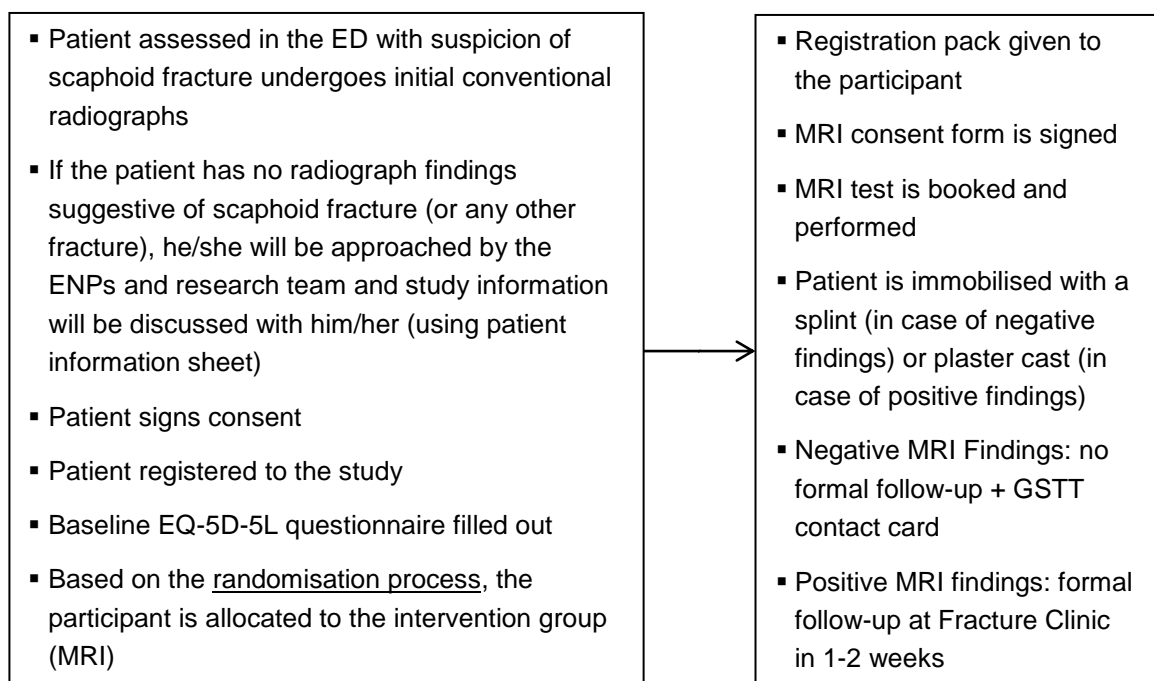 ▪ Patient assessed in the ED with suspicion of
scaphoid fracture undergoes initial conventional
radiographs
▪ If the patient has no radiograph findings
suggestive of scaphoid fracture (or any other
fracture), he/she will be approached by the
ENPs and research team and study information
will be discussed with him/her (using patient
information sheet)
▪ Patient signs consent
▪ Patient registered to the study
▪ Baseline EQ-5D-5L questionnaire filled out
▪ Based on the randomisation process, the
participant is allocated to the intervention group
(MRI)
▪ Registration pack given to
the participant
▪ MRI consent form is signed
▪ MRI test is booked and
performed
▪ Patient is immobilised with a
splint (in case of negative
findings) or plaster cast (in
case of positive findings)
▪ Negative MRI Findings: no
formal follow-up + GSTT
contact card
▪ Positive MRI findings: formal
follow-up at Fracture Clinic
in 1-2 weeks